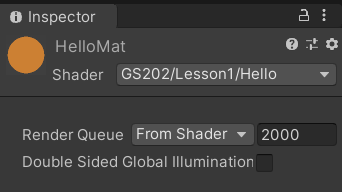 Inspector
HelloMat
Shader GS202/Lesson1/Hello
Render Queue From Shader 2000
Double Sided Global Illumination